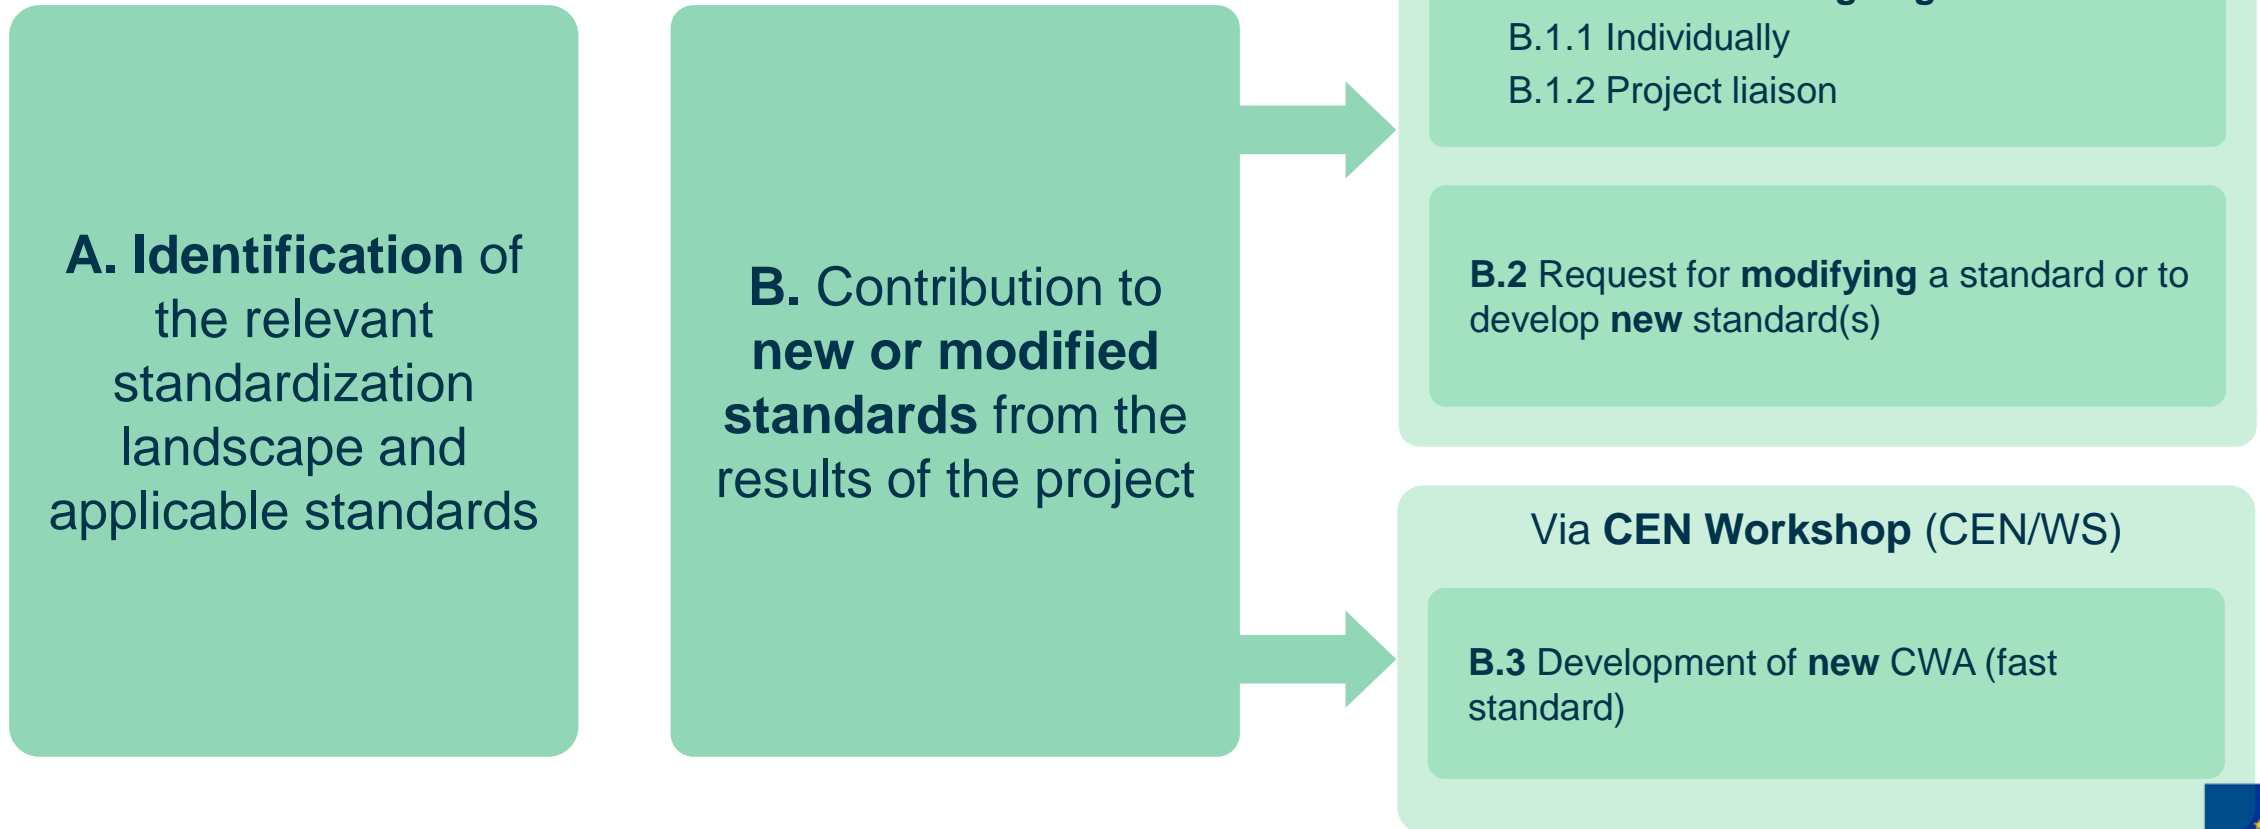 A. Identification of
the relevant
standardization
landscape and
applicable standards
B. Contribution to
new or modified
standards from the
results of the project
B.1.1 Individually
B.1.2 Project liaison
B.2 Request for modifying a standard or to
develop new standard(s)
Via CEN Workshop (CEN/WS)
B.3 Development of new CWA (fast
standard)